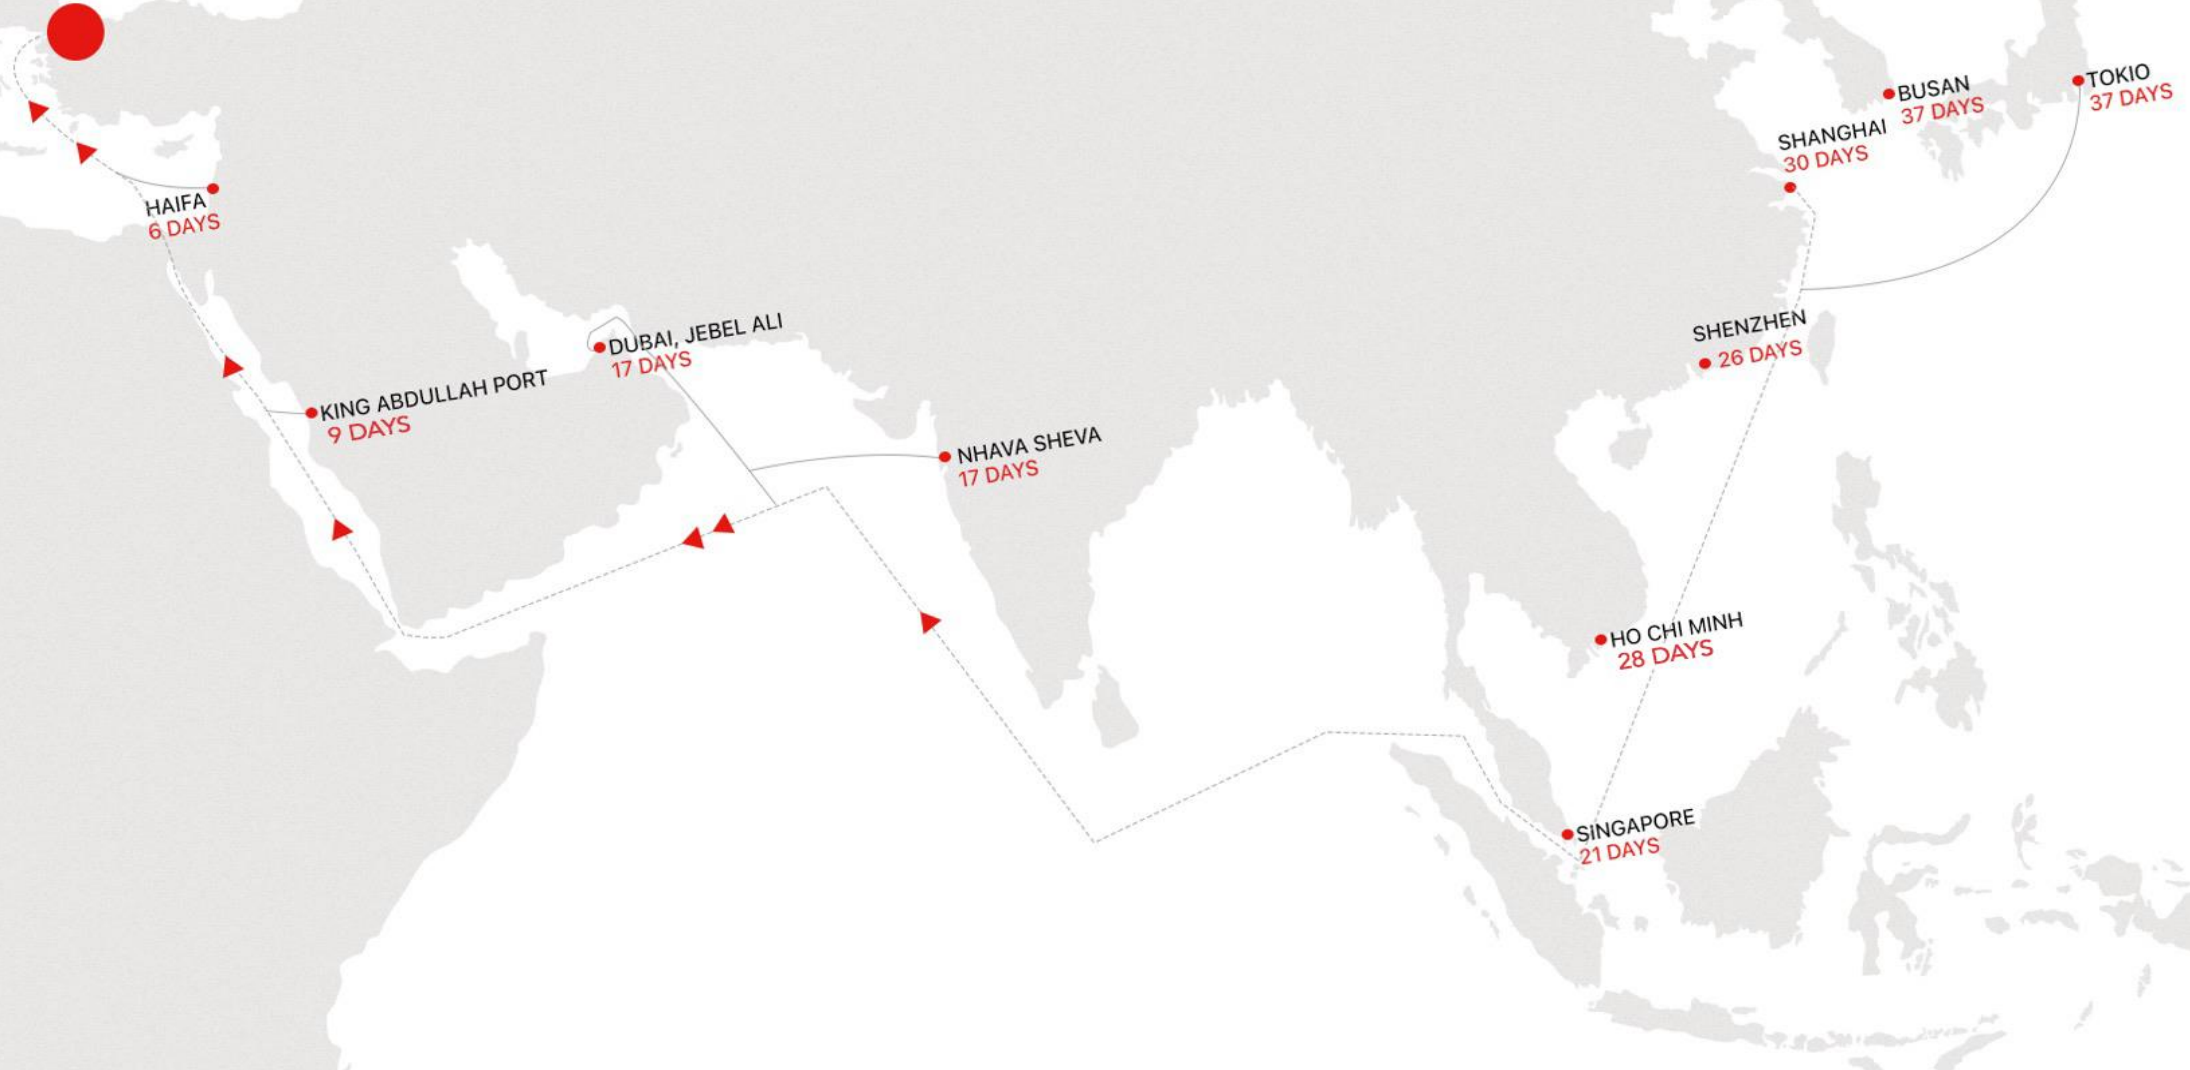 TOKIO
37 DAYS
BUSAN
37 DAYS
SHANGHAI
30 DAYS
HAIFA
6 DAYS
SHENZHEN
26 DAYS
DUBAI, JEBEL ALI
17 DAYS
KING ABDULLAH PORT
9 DAYS
NHAVA SHEVA
17 DAYS
HO CHI MINH
28 DAYS
SINGAPORE
21 DAYS